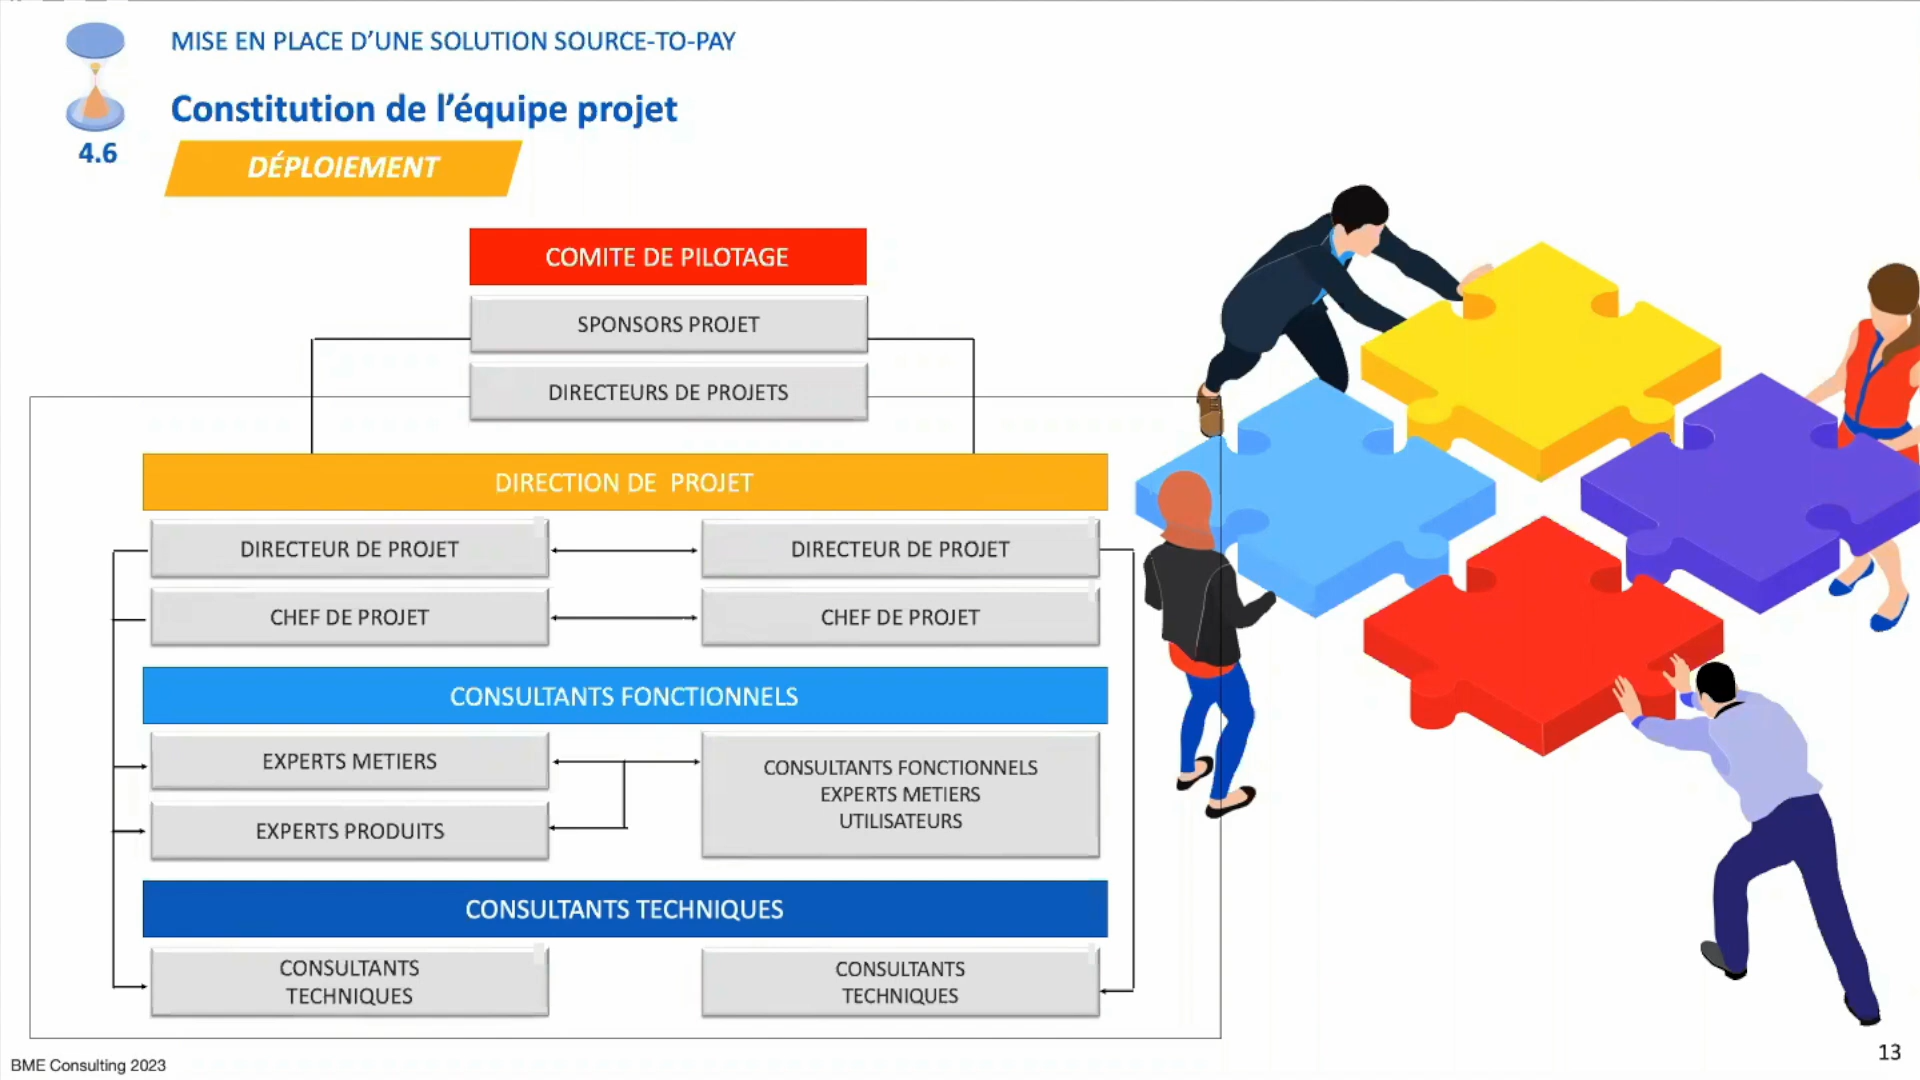 MISE EN PLACE D’UNE SOLUTION SOURCE-TO-PAY
Constitution de l’équipe projet
4.6
DÉPLOIEMENT
COMITE DE PILOTAGE
SPONSORS PROJET
DIRECTEURS DE PROJETS
DIRECTION DE PROJET
DIRECTEUR DE PROJET
DIRECTEUR DE PROJET
CHEF DE PROJET
CHEF DE PROJET
CONSULTANTS FONCTIONNELS
EXPERTS METIERS
EXPERTS PRODUITS
CONSULTANTS FONCTIONNELS
EXPERTS METIERS
UTILISATEURS
CONSULTANTS TECHNIQUES
CONSULTANTS
TECHNIQUES
CONSULTANTS
TECHNIQUES
BME Consulting 2023
13